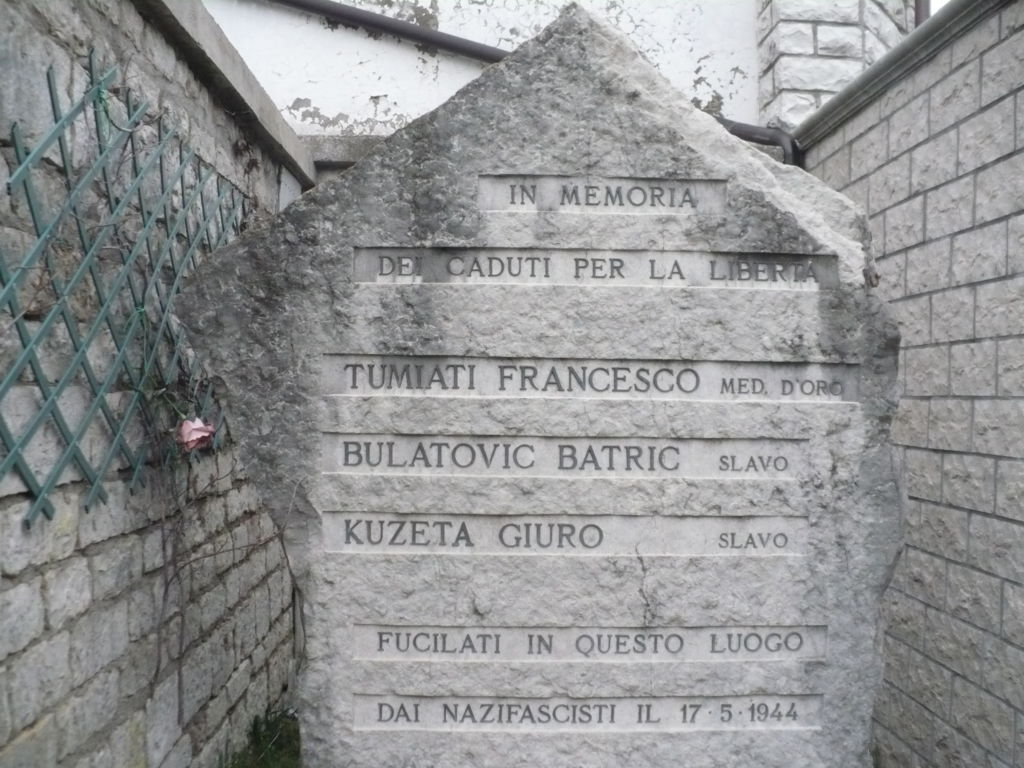 IN MEMORIA
DEI CADUTI PER LA LIBERTÀ
TUMIATI FRANCESCO MED. D'ORO
BULATOVIC BATRIC SLAVO
KUZETA GIURO SLAVO
FUCILATI IN QUESTO LUOGO
DAI NAZIFASCISTI IL 17·5·1944